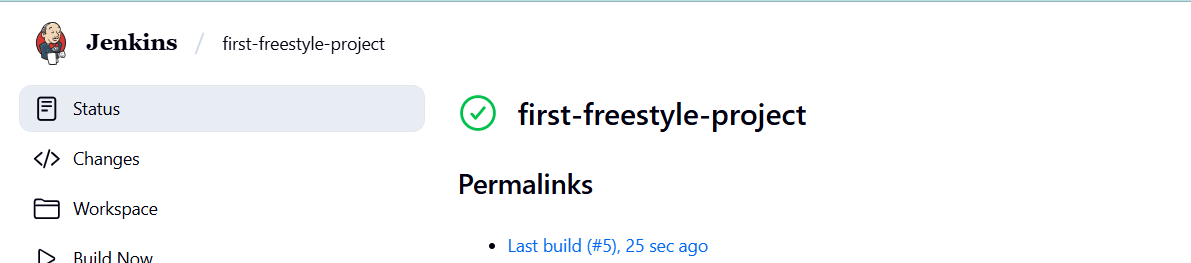 Jenkins / first-freestyle-project
Status
Changes
Workspace
Build Now
first-freestyle-project
Permalinks
• Last build (#5), 25 sec ago